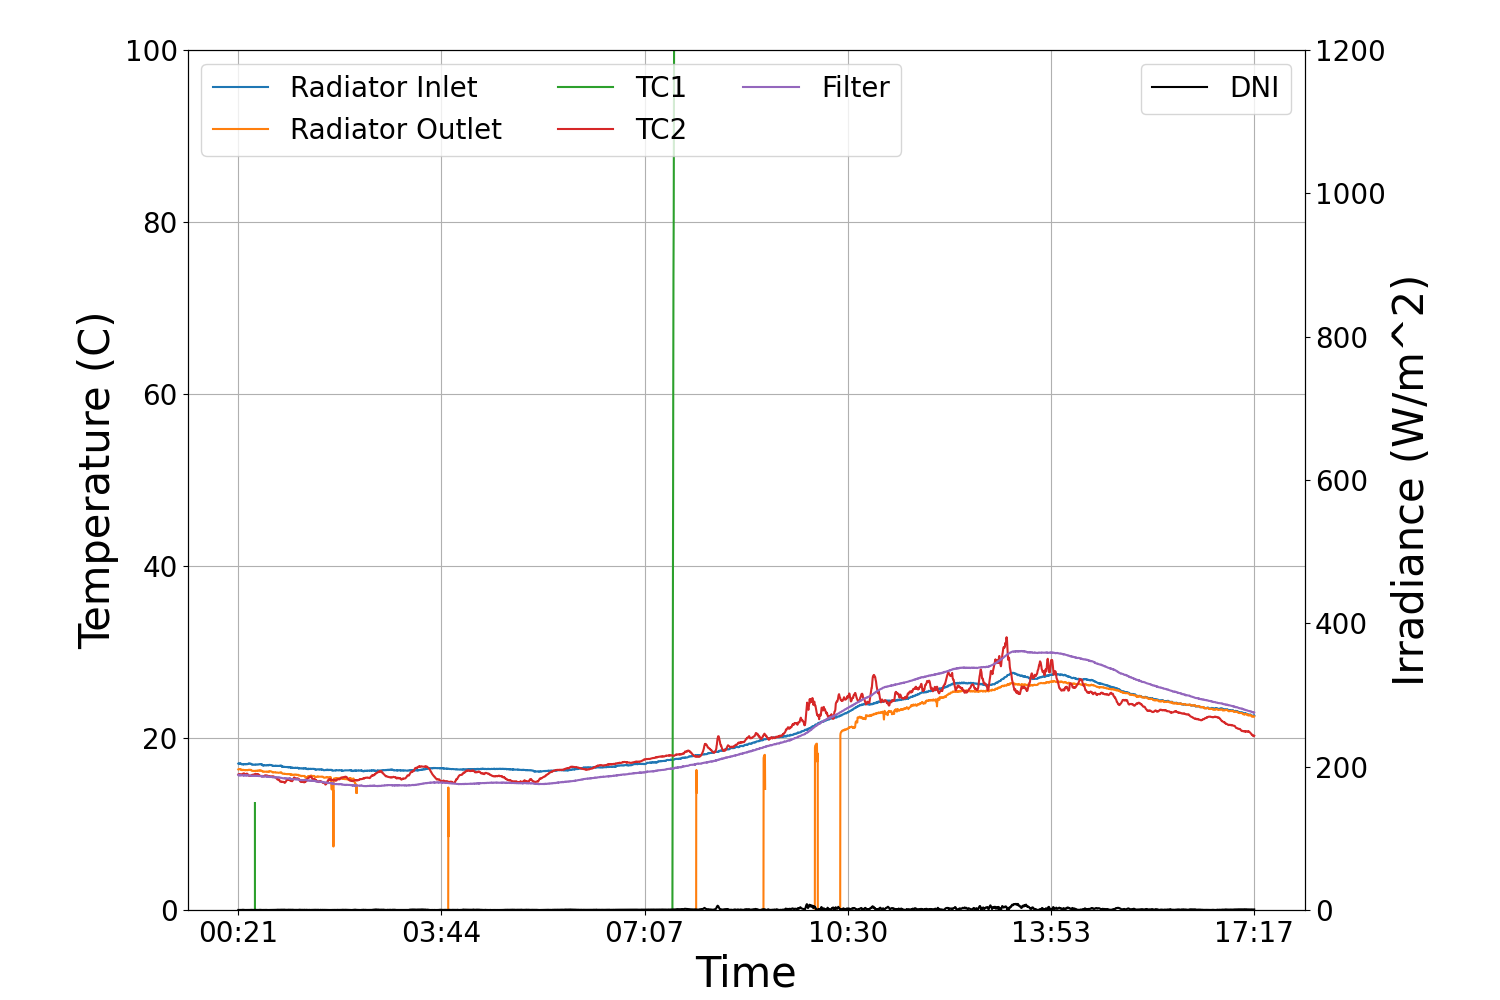 100
80
60
40
20
0
Temperature (C)
Radiator Inlet
Radiator Outlet
TC1
TC2
Filter
DNI
1200
1000
800
600
400
200
0
Irradiance (W/m^2)
00:21 03:44 07:07 10:30 13:53 17:17
Time